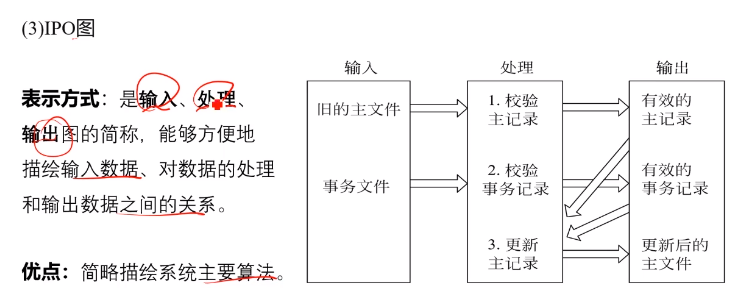 (3)IPO图
表示方式：是输入、处理、
输出图的简称，能够方便地
描绘输入数据、对数据的处理
和输出数据之间的关系。
优点：简略描绘系统主要算法。
输入
处理
输出
旧的主文件
1. 校验
主记录
有效的
主记录
事务文件
2. 校验
事务记录
有效的
事务记录
3. 更新
主记录
更新后的
主文件